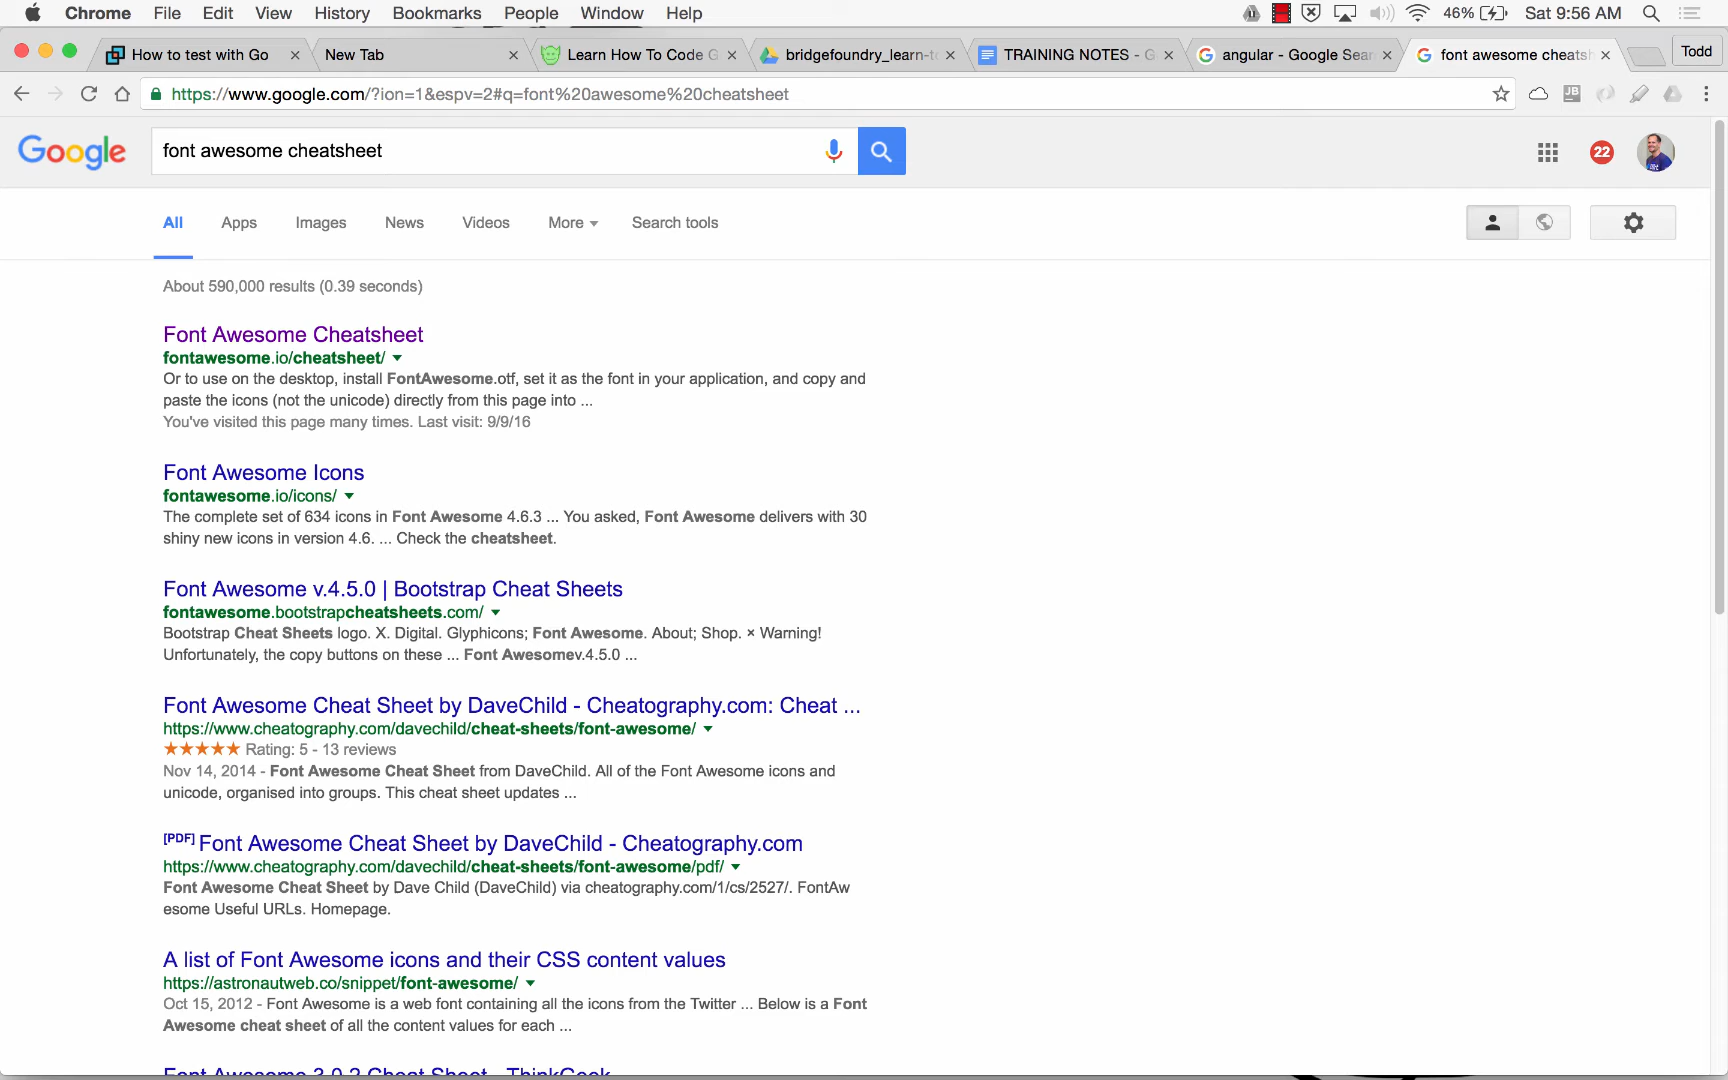 Chrome File Edit View History Bookmarks People Window Help 46% Sat 9:56 AM
How to test with Go New Tab Learn How To Code G bridgefoundry_learn-t TRAINING NOTES - G angular - Google Sear font awesome cheatsh Todd
https://www.google.com/?ion=1&espv=2#q=font%20awesome%20cheatsheet JB
Google font awesome cheatsheet 22
All Apps Images News Videos More Search tools
About 590,000 results (0.39 seconds)
Font Awesome Cheatsheet
fontawesome.io/cheatsheet/
Or to use on the desktop, install FontAwesome.otf, set it as the font in your application, and copy and
paste the icons (not the unicode) directly from this page into ...
You've visited this page many times. Last visit: 9/9/16
Font Awesome Icons
fontawesome.io/icons/
The complete set of 634 icons in Font Awesome 4.6.3 ... You asked, Font Awesome delivers with 30
shiny new icons in version 4.6. ... Check the cheatsheet.
Font Awesome v.4.5.0 | Bootstrap Cheat Sheets
fontawesome.bootstrapcheatsheets.com/
Bootstrap Cheat Sheets logo. X. Digital. Glyphicons; Font Awesome. About; Shop. × Warning!
Unfortunately, the copy buttons on these ... Font Awesomev.4.5.0 ...
Font Awesome Cheat Sheet by DaveChild - Cheatography.com: Cheat ...
https://www.cheatography.com/davechild/cheat-sheets/font-awesome/
★★★★★ Rating: 5 - 13 reviews
Nov 14, 2014 - Font Awesome Cheat Sheet from DaveChild. All of the Font Awesome icons and
unicode, organised into groups. This cheat sheet updates ...
[PDF] Font Awesome Cheat Sheet by DaveChild - Cheatography.com
https://www.cheatography.com/davechild/cheat-sheets/font-awesome/pdf/
Font Awesome Cheat Sheet by Dave Child (DaveChild) via cheatography.com/1/cs/2527/. FontAw
esome Useful URLs. Homepage.
A list of Font Awesome icons and their CSS content values
https://astronautweb.co/snippet/font-awesome/
Oct 15, 2012 - Font Awesome is a web font containing all the icons from the Twitter ... Below is a Font
Awesome cheat sheet of all the content values for each ...
Font Awesome 3.0.2 Cheat Sheet - ThinkGeek